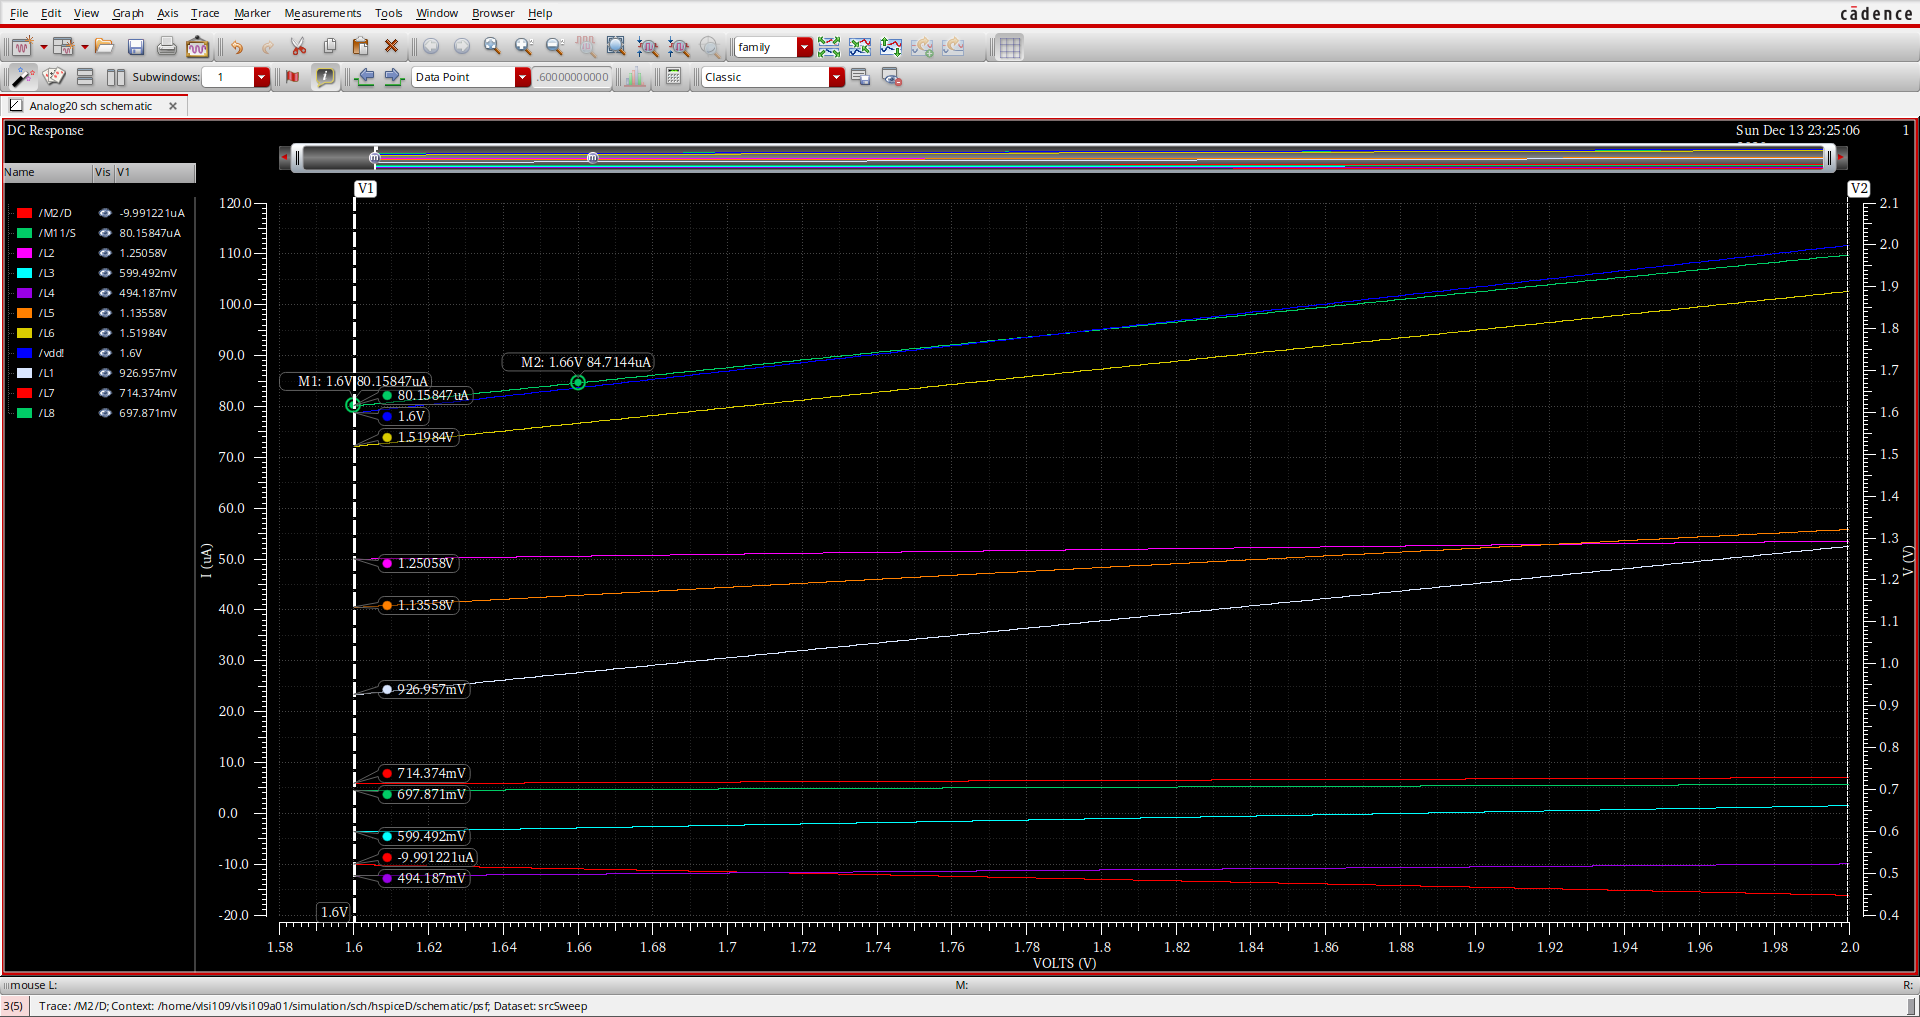 File Edit View Graph Axis Trace Marker Measurements Tools Window Browser Help
cādence
family
Subwindows: 1
Data Point
.60000000000
Classic
Analog20 sch schematic
DC Response
Sun Dec 13 23:25:06 1
Name Vis V1
/M2/D -9.991221uA
/M11/S 80.15847uA
/L2 1.25058V
/L3 599.492mV
/L4 494.187mV
/L5 1.13558V
/L6 1.51984V
/vdd! 1.6V
/L1 926.957mV
/L7 714.374mV
/L8 697.871mV
V1
V2
120.0
110.0
100.0
90.0
80.0
70.0
60.0
50.0
40.0
30.0
20.0
10.0
0.0
-10.0
-20.0
I (uA)
M2: 1.66V 84.7144uA
M1: 1.6V 80.15847uA
80.15847uA
1.6V
1.51984V
1.25058V
1.13558V
926.957mV
714.374mV
697.871mV
599.492mV
-9.991221uA
494.187mV
1.6V
2.1
2.0
1.9
1.8
1.7
1.6
1.5
1.4
1.3
1.2
1.1
1.0
0.9
0.8
0.7
0.6
0.5
0.4
V (V)
1.58 1.6 1.62 1.64 1.66 1.68 1.7 1.72 1.74 1.76 1.78 1.8 1.82 1.84 1.86 1.88 1.9 1.92 1.94 1.96 1.98 2.0
VOLTS (V)
mouse L: M: R:
3(5) Trace: /M2/D; Context: /home/vlsi109/vlsi109a01/simulation/sch/hspiceD/schematic/psf; Dataset: srcSweep